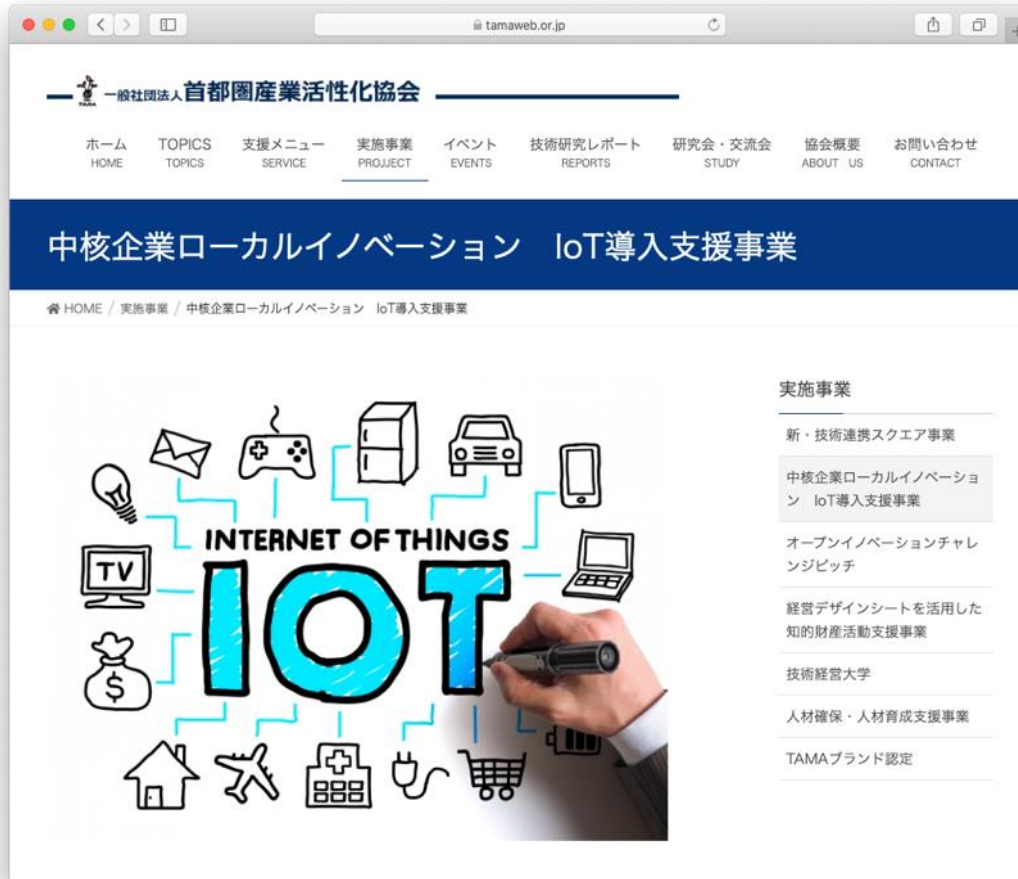 tamaweb.or.jp
TAMA
一般社団法人首都圏産業活性化協会
ホーム TOPICS 支援メニュー 実施事業 イベント 技術研究レポート 研究会・交流会 協会概要 お問い合わせ
HOME TOPICS SERVICE PROJJECT EVENTS REPORTS STUDY ABOUT US CONTACT
中核企業ローカルイノベーション IoT導入支援事業
HOME / 実施事業 / 中核企業ローカルイノベーション IoT導入支援事業
INTERNET OF THINGS
IOT
TV
$
実施事業
新・技術連携スクエア事業
中核企業ローカルイノベーショ
ン IoT導入支援事業
オープンイノベーションチャレ
ンジピッチ
経営デザインシートを活用した
知的財産活動支援事業
技術経営大学
人材確保・人材育成支援事業
TAMAブランド認定